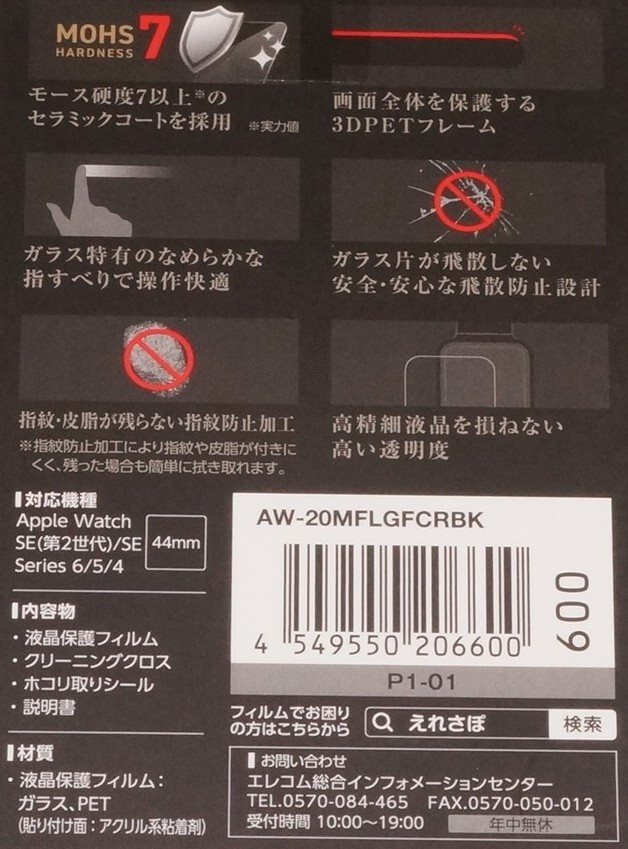 MOHS
HARDNESS 7
モース硬度7以上※の
セラミックコートを採用 ※実力値
画面全体を保護する
3DPETフレーム
ガラス特有のなめらかな
指すべりで操作快適
ガラス片が飛散しない
安全・安心な飛散防止設計
指紋・皮脂が残らない指紋防止加工
※指紋防止加工により指紋や皮脂が付きに
くく、残った場合も簡単に拭き取れます。
高精細液晶を損ねない
高い透明度
対応機種
Apple Watch
SE(第2世代)/SE
Series 6/5/4
44mm
内容物
・液晶保護フィルム
・クリーニングクロス
・ホコリ取りシール
・説明書
材質
・液晶保護フィルム：
ガラス、PET
(貼り付け面：アクリル系粘着剤)
AW-20MFLGFCRBK
4 549550 206600
009
P1-01
フィルムでお困り
の方はこちらから
えれさぽ 検索
お問い合わせ
エレコム総合インフォメーションセンター
TEL.0570-084-465 FAX.0570-050-012
受付時間 10:00～19:00 年中無休